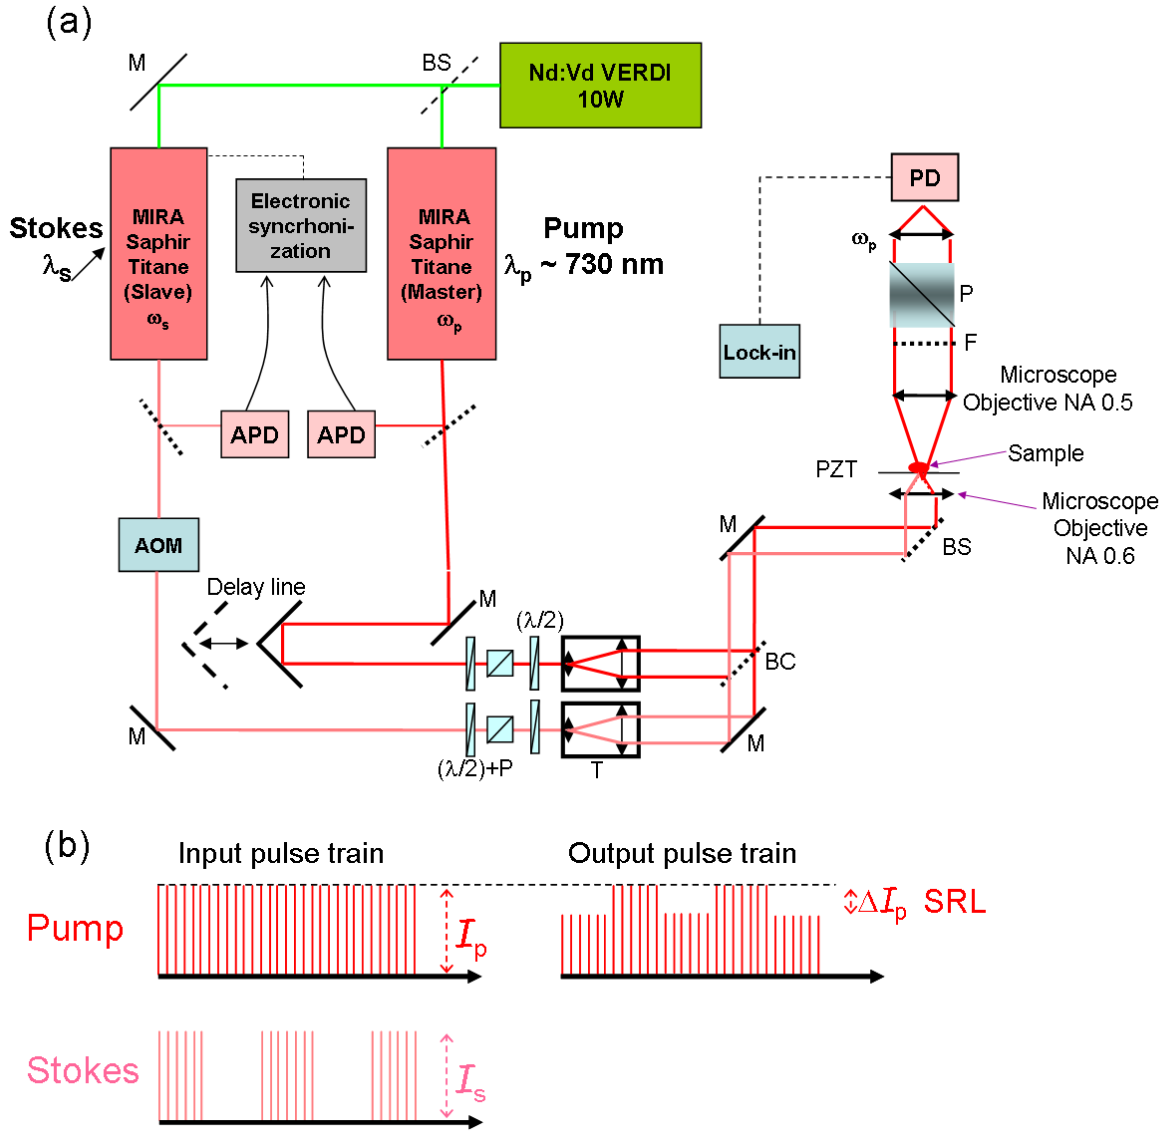 (a)
M
BS
Nd:Vd VERDI
10W
Stokes
λS
MIRA
Saphir
Titane
(Slave)
ωs
Electronic
syncrhoni-
zation
MIRA
Saphir
Titane
(Master)
ωp
Pump
λp ~ 730 nm
PD
ωp
P
F
Lock-in
Microscope
Objective NA 0.5
APD
APD
PZT
Sample
Microscope
Objective
NA 0.6
AOM
M
BS
Delay line
M
(λ/2)
BC
M
(λ/2)+P
T
M
(b)
Input pulse train
Output pulse train
Pump
Ip
ΔIp SRL
Stokes
Is